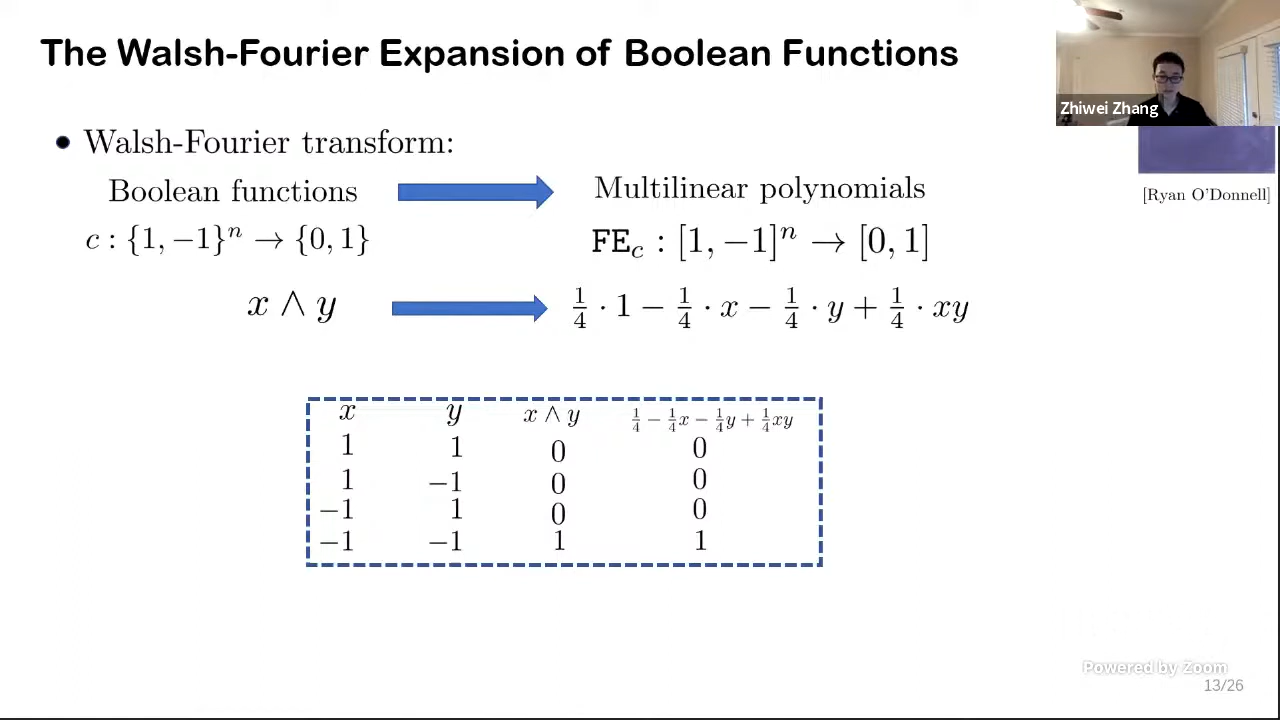 The Walsh-Fourier Expansion of Boolean Functions
Zhiwei Zhang
• Walsh-Fourier transform:
[Ryan O'Donnell]
Boolean functions
Multilinear polynomials
c : {1, −1}ⁿ → {0, 1}
FE_c : [1, −1]ⁿ → [0, 1]
x ∧ y
1/4 · 1 − 1/4 · x − 1/4 · y + 1/4 · xy
x y x ∧ y 1/4 − 1/4x − 1/4y + 1/4xy
1 1 0 0
1 −1 0 0
−1 1 0 0
−1 −1 1 1
Powered by Zoom
13/26